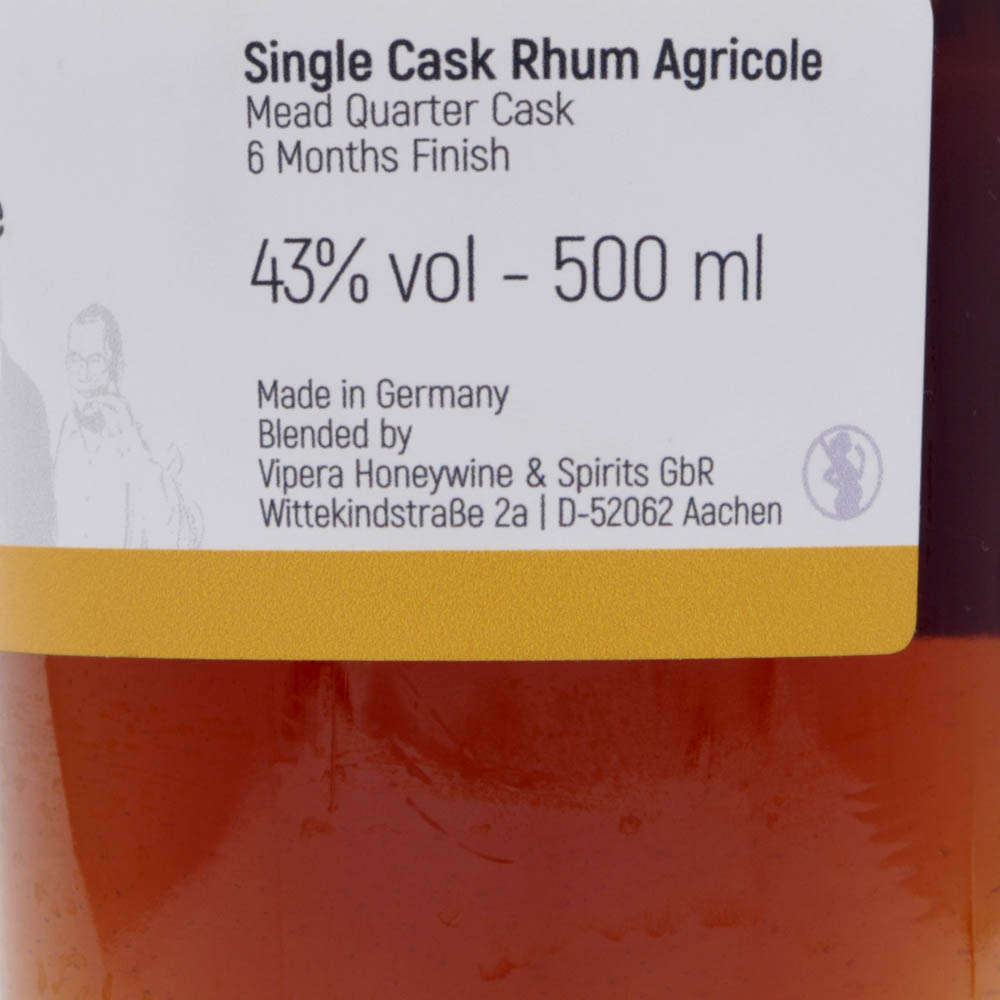 Single Cask Rhum Agricole
Mead Quarter Cask
6 Months Finish
43% vol - 500 ml
Made in Germany
Blended by
Vipera Honeywine & Spirits GbR
Wittekindstraße 2a | D-52062 Aachen